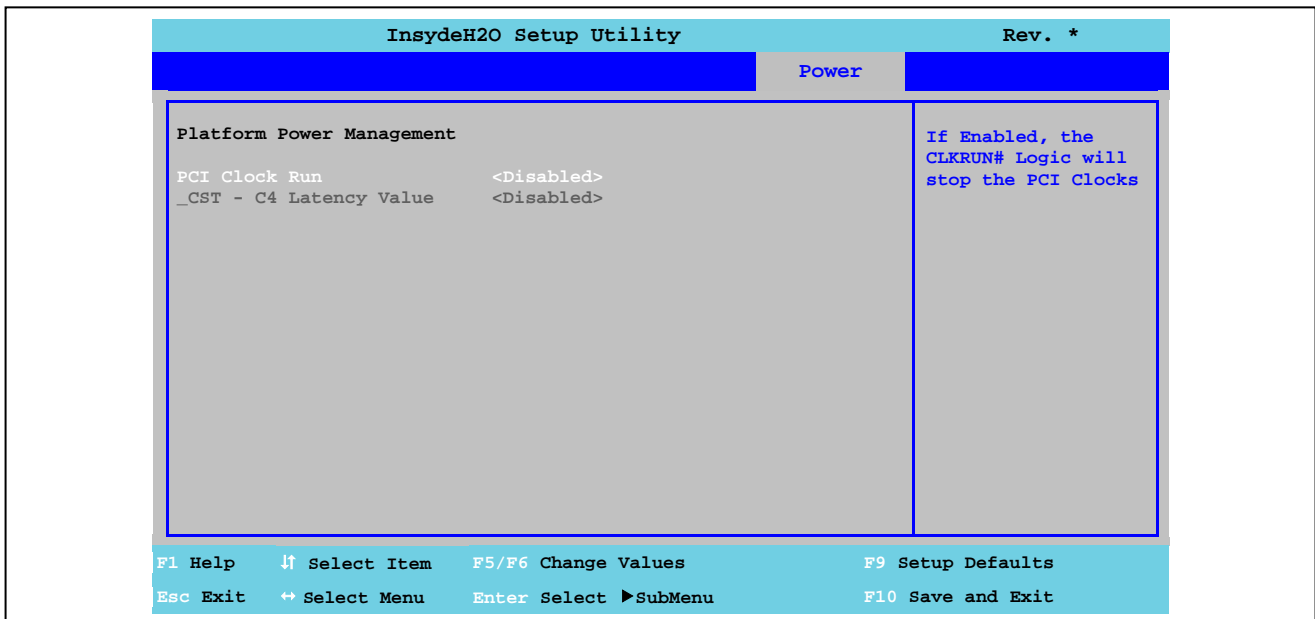 InsydeH2O Setup Utility Rev. *
Power
Platform Power Management
PCI Clock Run <Disabled>
_CST - C4 Latency Value <Disabled>
If Enabled, the
CLKRUN# Logic will
stop the PCI Clocks
F1 Help ↓↑ Select Item F5/F6 Change Values F9 Setup Defaults
Esc Exit ↔ Select Menu Enter Select ▶SubMenu F10 Save and Exit